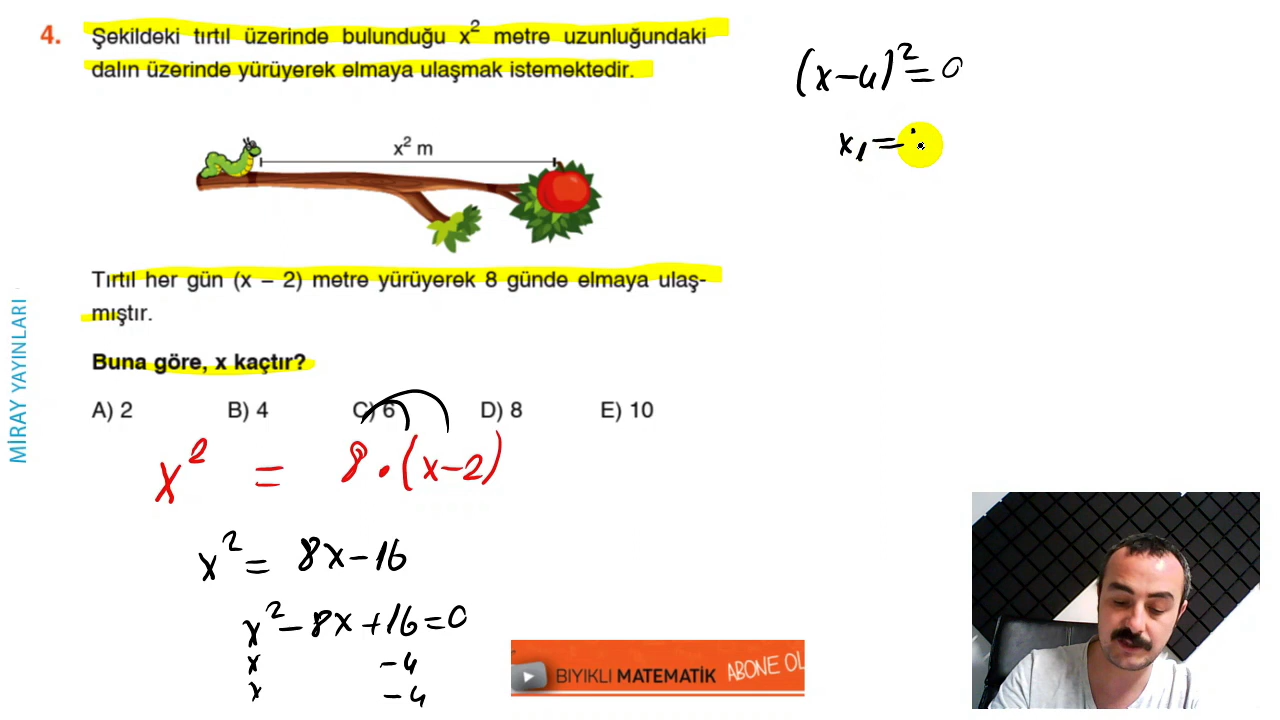 4. Şekildeki tırtıl üzerinde bulunduğu x² metre uzunluğundaki
dalın üzerinde yürüyerek elmaya ulaşmak istemektedir.
x² m
Tırtıl her gün (x – 2) metre yürüyerek 8 günde elmaya ulaş-
mıştır.
Buna göre, x kaçtır?
A) 2 B) 4 C) 6 D) 8 E) 10
x² = 8·(x-2)
x² = 8x-16
x²-8x+16=0
x -4
x -4
(x-4)²=0
x₁=
MİRAY YAYINLARI
BIYIKLI MATEMATİK ABONE OL